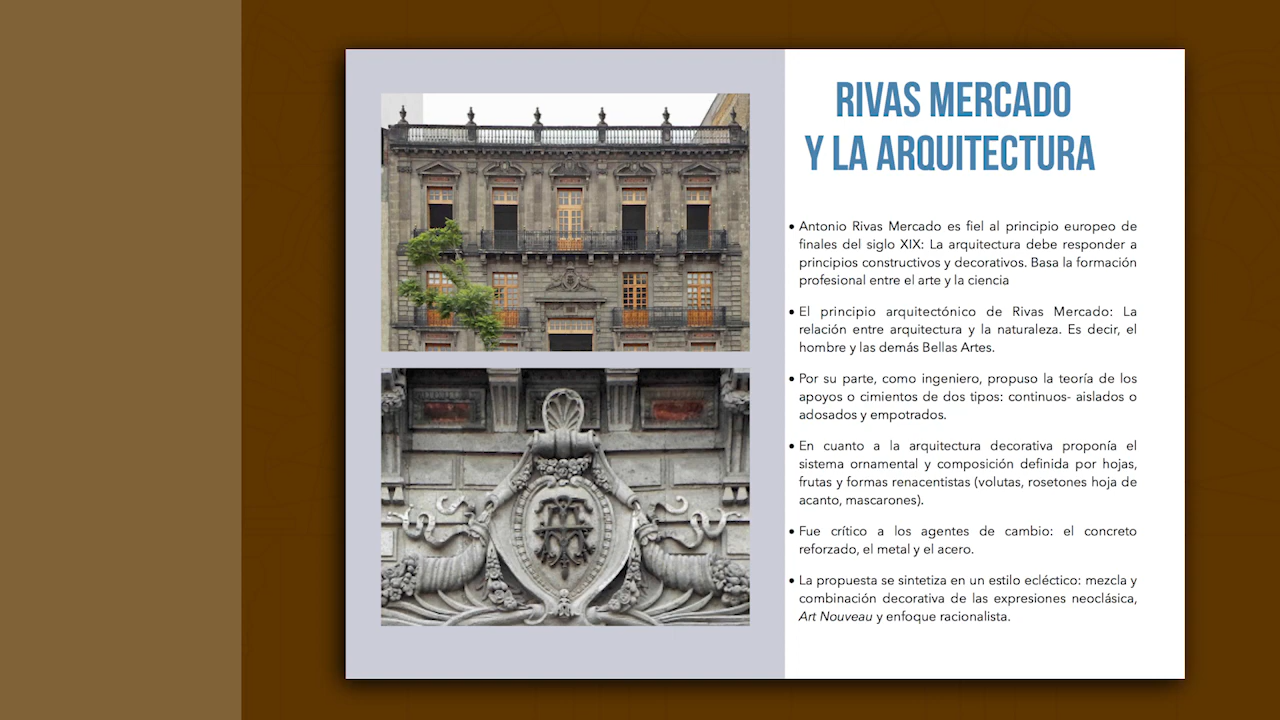 RIVAS MERCADO
Y LA ARQUITECTURA
• Antonio Rivas Mercado es fiel al principio europeo de
finales del siglo XIX: La arquitectura debe responder a
principios constructivos y decorativos. Basa la formación
profesional entre el arte y la ciencia
• El principio arquitectónico de Rivas Mercado: La
relación entre arquitectura y la naturaleza. Es decir, el
hombre y las demás Bellas Artes.
• Por su parte, como ingeniero, propuso la teoría de los
apoyos o cimientos de dos tipos: continuos- aislados o
adosados y empotrados.
• En cuanto a la arquitectura decorativa proponía el
sistema ornamental y composición definida por hojas,
frutas y formas renacentistas (volutas, rosetones hoja de
acanto, mascarones).
• Fue crítico a los agentes de cambio: el concreto
reforzado, el metal y el acero.
• La propuesta se sintetiza en un estilo ecléctico: mezcla y
combinación decorativa de las expresiones neoclásica,
Art Nouveau y enfoque racionalista.